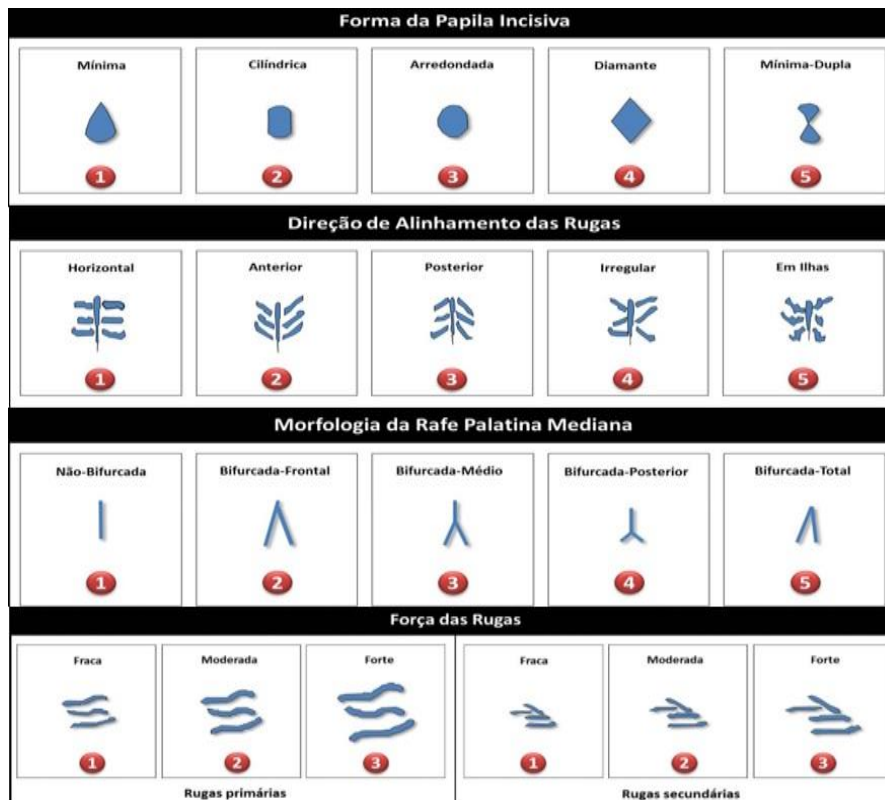 Forma da Papila Incisiva
Mínima Cilíndrica Arredondada Diamante Mínima-Dupla
1 2 3 4 5
Direção de Alinhamento das Rugas
Horizontal Anterior Posterior Irregular Em Ilhas
1 2 3 4 5
Morfologia da Rafe Palatina Mediana
Não-Bifurcada Bifurcada-Frontal Bifurcada-Médio Bifurcada-Posterior Bifurcada-Total
1 2 3 4 5
Força das Rugas
Fraca Moderada Forte Fraca Moderada Forte
1 2 3 1 2 3
Rugas primárias Rugas secundárias